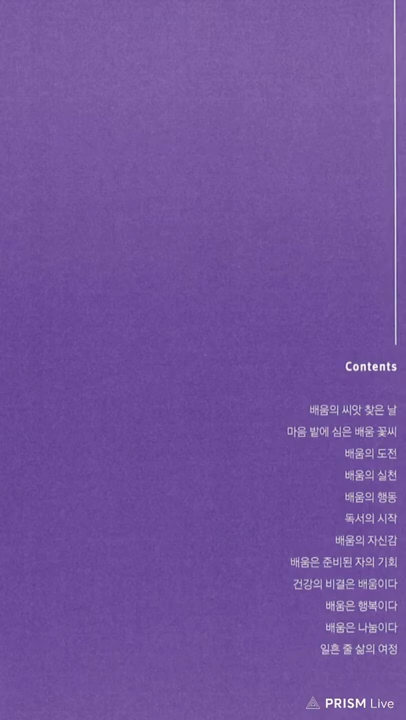 Contents
배움의 씨앗 찾은 날
마음 밭에 심은 배움 꽃씨
배움의 도전
배움의 실천
배움의 행동
독서의 시작
배움의 자신감
배움은 준비된 자의 기회
건강의 비결은 배움이다
배움은 행복이다
배움은 나눔이다
일흔 줄 삶의 여정
PRISM Live